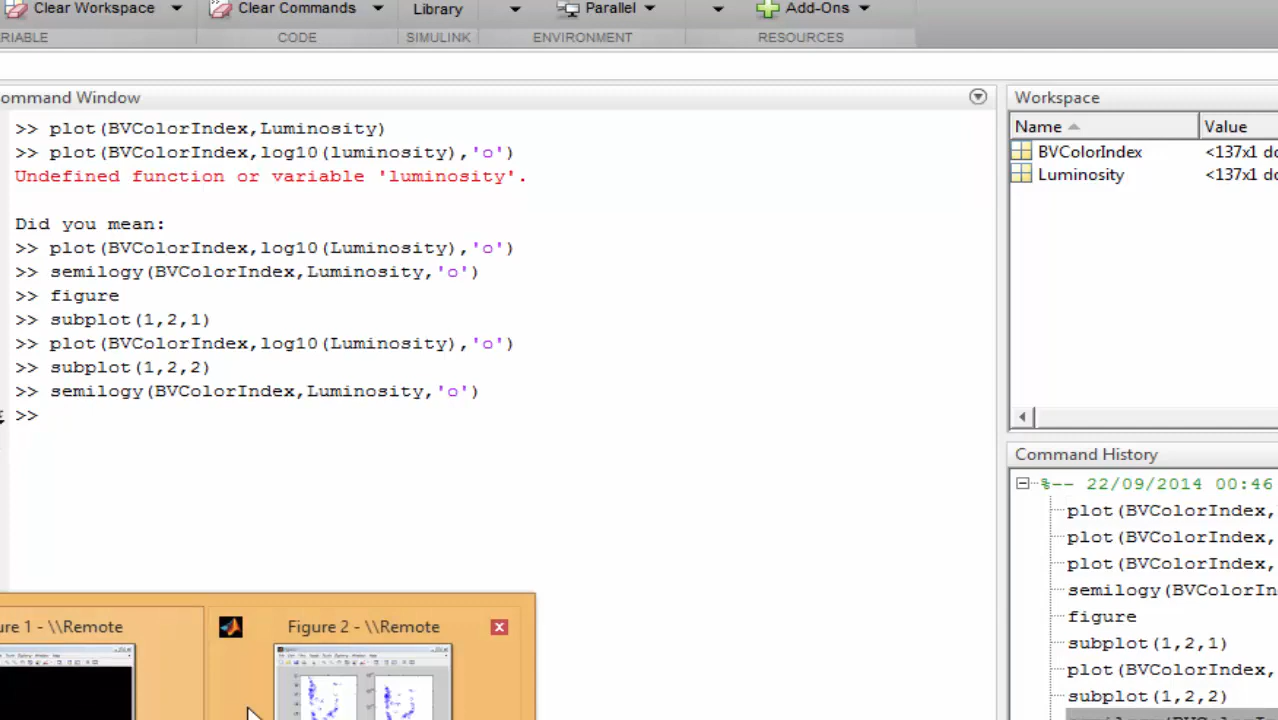 Clear Workspace
Clear Commands
Library
Parallel
Add-Ons
RIABLE
CODE
SIMULINK
ENVIRONMENT
RESOURCES
ommand Window
>> plot(BVColorIndex,Luminosity)
>> plot(BVColorIndex,log10(luminosity),'o')
Undefined function or variable 'luminosity'.
Did you mean:
>> plot(BVColorIndex,log10(Luminosity),'o')
>> semilogy(BVColorIndex,Luminosity,'o')
>> figure
>> subplot(1,2,1)
>> plot(BVColorIndex,log10(Luminosity),'o')
>> subplot(1,2,2)
>> semilogy(BVColorIndex,Luminosity,'o')
>>
Workspace
Name Value
BVColorIndex <137x1 do
Luminosity <137x1 do
Command History
%-- 22/09/2014 00:46
plot(BVColorIndex,
plot(BVColorIndex,
plot(BVColorIndex,
semilogy(BVColorIn
figure
subplot(1,2,1)
plot(BVColorIndex,
subplot(1,2,2)
ure 1 - \\Remote
Figure 2 - \\Remote